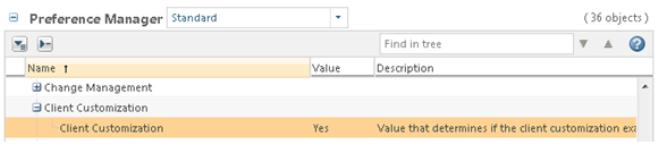 Preference Manager Standard (36 objects)
Find in tree
Name ↑ Value Description
Change Management
Client Customization
Client Customization Yes Value that determines if the client customization exa